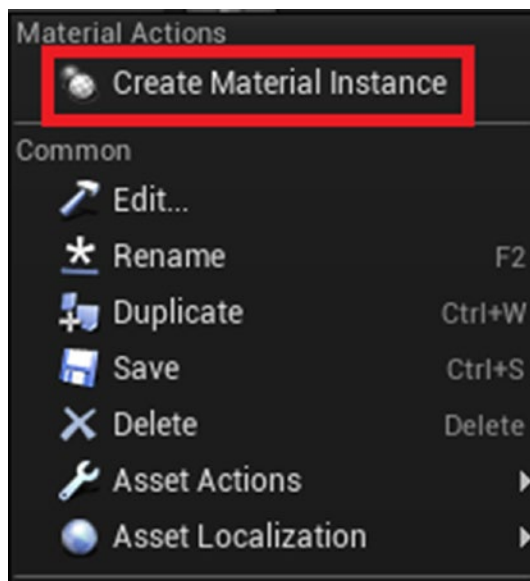 Material Actions
Create Material Instance
Common
Edit...
Rename F2
Duplicate Ctrl+W
Save Ctrl+S
Delete Delete
Asset Actions
Asset Localization